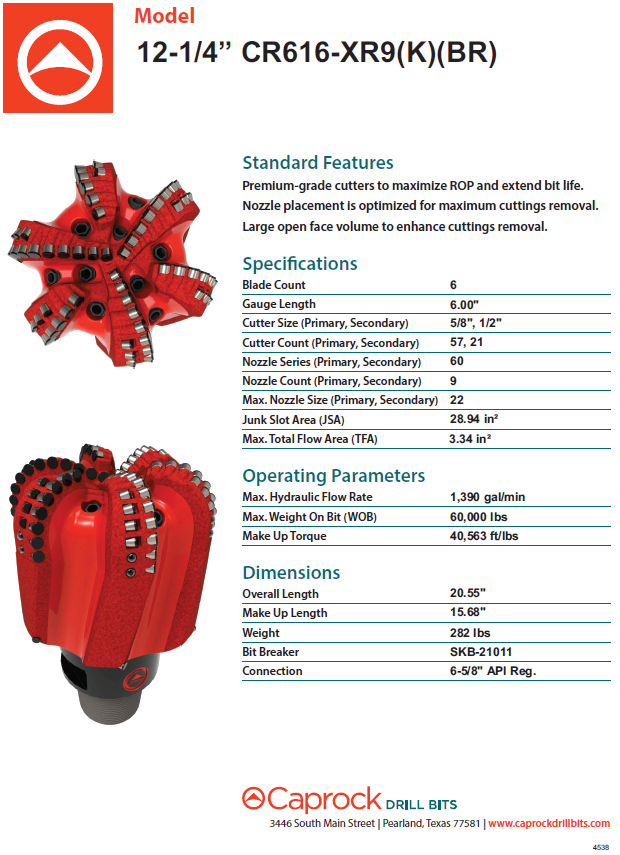 Model
12-1/4” CR616-XR9(K)(BR)
Standard Features
Premium-grade cutters to maximize ROP and extend bit life.
Nozzle placement is optimized for maximum cuttings removal.
Large open face volume to enhance cuttings removal.
Specifications
Blade Count 6
Gauge Length 6.00"
Cutter Size (Primary, Secondary) 5/8", 1/2"
Cutter Count (Primary, Secondary) 57, 21
Nozzle Series (Primary, Secondary) 60
Nozzle Count (Primary, Secondary) 9
Max. Nozzle Size (Primary, Secondary) 22
Junk Slot Area (JSA) 28.94 in²
Max. Total Flow Area (TFA) 3.34 in²
Operating Parameters
Max. Hydraulic Flow Rate 1,390 gal/min
Max. Weight On Bit (WOB) 60,000 lbs
Make Up Torque 40,563 ft/lbs
Dimensions
Overall Length 20.55"
Make Up Length 15.68"
Weight 282 lbs
Bit Breaker SKB-21011
Connection 6-5/8" API Reg.
Caprock DRILL BITS
3446 South Main Street | Pearland, Texas 77581 | www.caprockdrillbits.com
4538